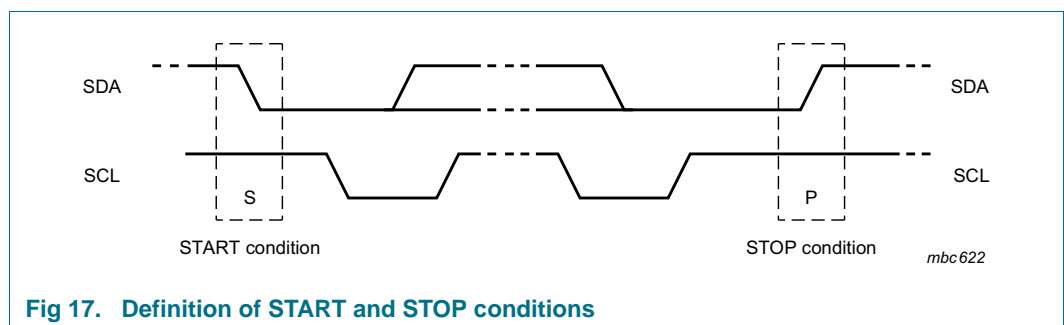 SDA SDA
SCL SCL
S P
START condition STOP condition
mbc622
Fig 17. Definition of START and STOP conditions